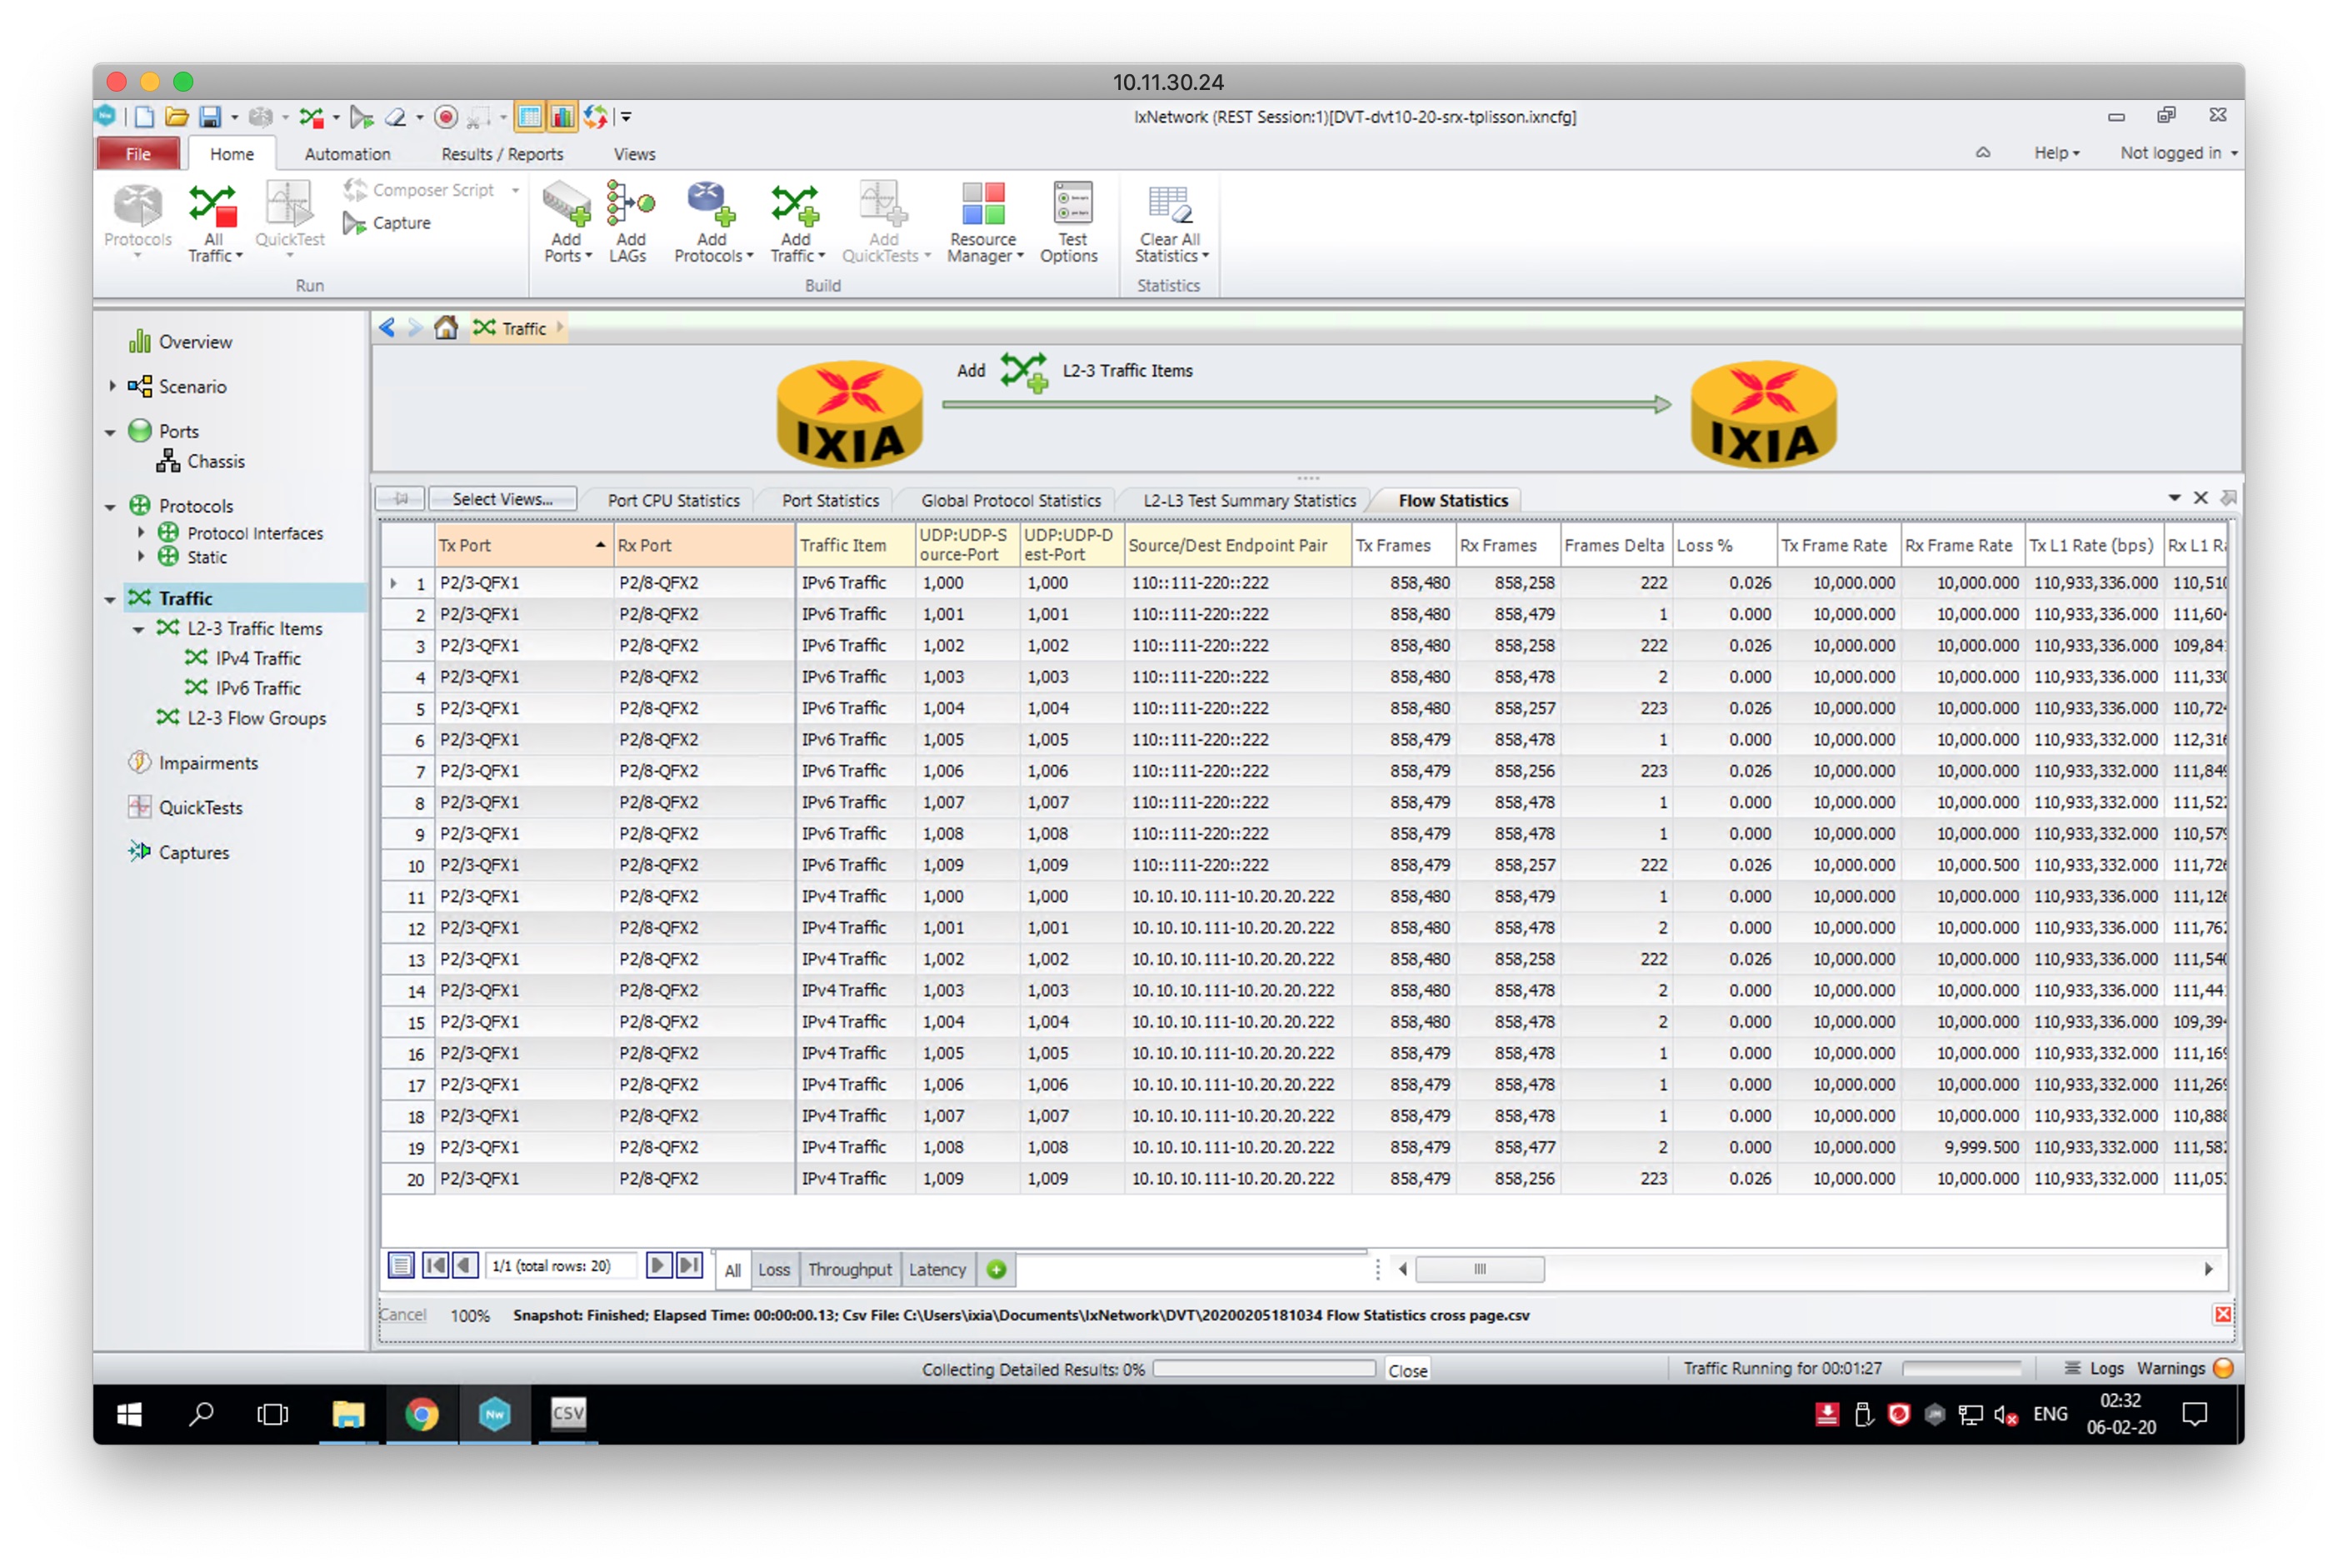 10.11.30.24
IxNetwork (REST Session:1)[DVT-dvt10-20-srx-tplisson.ixncfg]
File Home Automation Results / Reports Views Help Not logged in
Protocols All Traffic QuickTest Composer Script Capture
Run
Add Ports Add LAGs Add Protocols Add Traffic Add QuickTests Resource Manager Test Options
Build
Clear All Statistics
Statistics
Overview
Scenario
Ports
Chassis
Protocols
Protocol Interfaces
Static
Traffic
L2-3 Traffic Items
IPv4 Traffic
IPv6 Traffic
L2-3 Flow Groups
Impairments
QuickTests
Captures
Traffic
Add L2-3 Traffic Items
IXIA IXIA
Select Views... Port CPU Statistics Port Statistics Global Protocol Statistics L2-L3 Test Summary Statistics Flow Statistics
Tx Port Rx Port Traffic Item UDP:UDP-Source-Port UDP:UDP-Dest-Port Source/Dest Endpoint Pair Tx Frames Rx Frames Frames Delta Loss % Tx Frame Rate Rx Frame Rate Tx L1 Rate (bps) Rx L1 Ra
1 P2/3-QFX1 P2/8-QFX2 IPv6 Traffic 1,000 1,000 110::111-220::222 858,480 858,258 222 0.026 10,000.000 10,000.000 110,933,336.000 110,510
2 P2/3-QFX1 P2/8-QFX2 IPv6 Traffic 1,001 1,001 110::111-220::222 858,480 858,479 1 0.000 10,000.000 10,000.000 110,933,336.000 111,604
3 P2/3-QFX1 P2/8-QFX2 IPv6 Traffic 1,002 1,002 110::111-220::222 858,480 858,258 222 0.026 10,000.000 10,000.000 110,933,336.000 109,84
4 P2/3-QFX1 P2/8-QFX2 IPv6 Traffic 1,003 1,003 110::111-220::222 858,480 858,478 2 0.000 10,000.000 10,000.000 110,933,336.000 111,330
5 P2/3-QFX1 P2/8-QFX2 IPv6 Traffic 1,004 1,004 110::111-220::222 858,480 858,257 223 0.026 10,000.000 10,000.000 110,933,336.000 110,724
6 P2/3-QFX1 P2/8-QFX2 IPv6 Traffic 1,005 1,005 110::111-220::222 858,479 858,478 1 0.000 10,000.000 10,000.000 110,933,332.000 112,316
7 P2/3-QFX1 P2/8-QFX2 IPv6 Traffic 1,006 1,006 110::111-220::222 858,479 858,256 223 0.026 10,000.000 10,000.000 110,933,332.000 111,849
8 P2/3-QFX1 P2/8-QFX2 IPv6 Traffic 1,007 1,007 110::111-220::222 858,479 858,478 1 0.000 10,000.000 10,000.000 110,933,332.000 111,52
9 P2/3-QFX1 P2/8-QFX2 IPv6 Traffic 1,008 1,008 110::111-220::222 858,479 858,478 1 0.000 10,000.000 10,000.000 110,933,332.000 110,579
10 P2/3-QFX1 P2/8-QFX2 IPv6 Traffic 1,009 1,009 110::111-220::222 858,479 858,257 222 0.026 10,000.000 10,000.500 110,933,332.000 111,726
11 P2/3-QFX1 P2/8-QFX2 IPv4 Traffic 1,000 1,000 10.10.10.111-10.20.20.222 858,480 858,479 1 0.000 10,000.000 10,000.000 110,933,336.000 111,126
12 P2/3-QFX1 P2/8-QFX2 IPv4 Traffic 1,001 1,001 10.10.10.111-10.20.20.222 858,480 858,478 2 0.000 10,000.000 10,000.000 110,933,336.000 111,76
13 P2/3-QFX1 P2/8-QFX2 IPv4 Traffic 1,002 1,002 10.10.10.111-10.20.20.222 858,480 858,258 222 0.026 10,000.000 10,000.000 110,933,336.000 111,540
14 P2/3-QFX1 P2/8-QFX2 IPv4 Traffic 1,003 1,003 10.10.10.111-10.20.20.222 858,480 858,478 2 0.000 10,000.000 10,000.000 110,933,336.000 111,44
15 P2/3-QFX1 P2/8-QFX2 IPv4 Traffic 1,004 1,004 10.10.10.111-10.20.20.222 858,480 858,478 2 0.000 10,000.000 10,000.000 110,933,336.000 109,394
16 P2/3-QFX1 P2/8-QFX2 IPv4 Traffic 1,005 1,005 10.10.10.111-10.20.20.222 858,479 858,478 1 0.000 10,000.000 10,000.000 110,933,332.000 111,169
17 P2/3-QFX1 P2/8-QFX2 IPv4 Traffic 1,006 1,006 10.10.10.111-10.20.20.222 858,479 858,478 1 0.000 10,000.000 10,000.000 110,933,332.000 111,269
18 P2/3-QFX1 P2/8-QFX2 IPv4 Traffic 1,007 1,007 10.10.10.111-10.20.20.222 858,479 858,478 1 0.000 10,000.000 10,000.000 110,933,332.000 110,888
19 P2/3-QFX1 P2/8-QFX2 IPv4 Traffic 1,008 1,008 10.10.10.111-10.20.20.222 858,479 858,477 2 0.000 10,000.000 9,999.500 110,933,332.000 111,58
20 P2/3-QFX1 P2/8-QFX2 IPv4 Traffic 1,009 1,009 10.10.10.111-10.20.20.222 858,479 858,256 223 0.026 10,000.000 10,000.000 110,933,332.000 111,05
1/1 (total rows: 20) All Loss Throughput Latency
Cancel 100% Snapshot: Finished; Elapsed Time: 00:00:00.13; Csv File: C:\Users\ixia\Documents\IxNetwork\DVT\20200205181034 Flow Statistics cross page.csv
Collecting Detailed Results: 0% Close Traffic Running for 00:01:27 Logs Warnings
Nw CSV ENG 02:32
06-02-20